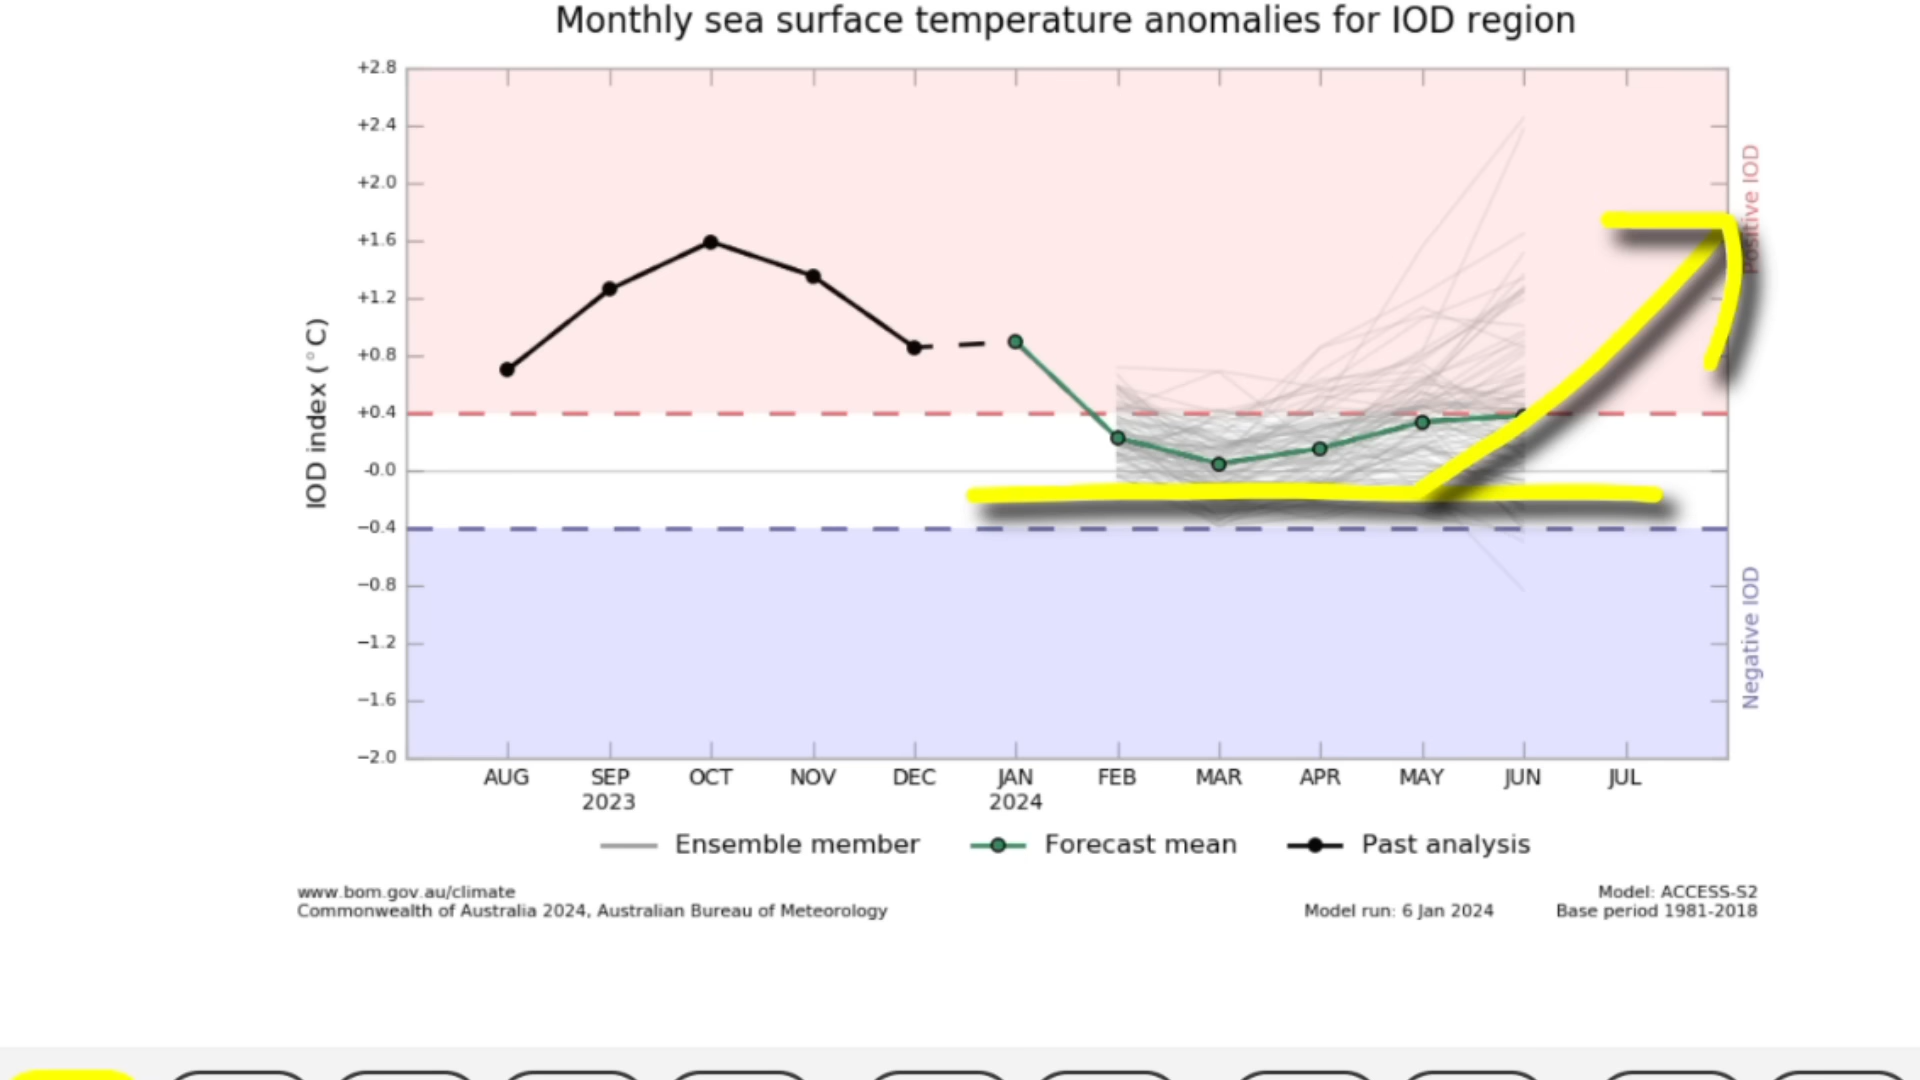 Monthly sea surface temperature anomalies for IOD region
+2.8
+2.4
+2.0
+1.6
+1.2
+0.8
+0.4
-0.0
−0.4
−0.8
−1.2
−1.6
−2.0
IOD index (°C)
Positive IOD
Negative IOD
AUG SEP OCT NOV DEC JAN FEB MAR APR MAY JUN JUL
2023 2024
Ensemble member Forecast mean Past analysis
www.bom.gov.au/climate Model: ACCESS-S2
Commonwealth of Australia 2024, Australian Bureau of Meteorology Model run: 6 Jan 2024 Base period 1981-2018